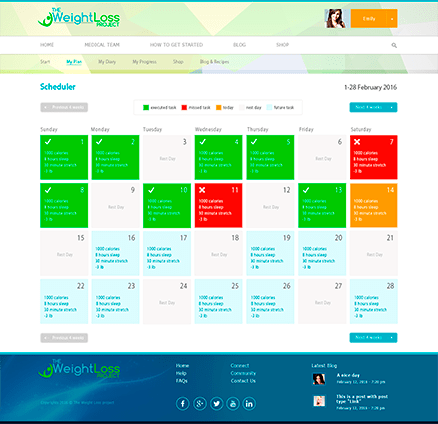 THE
WeightLoss
PROJECT
Emily
HOME MEDICAL TEAM HOW TO GET STARTED BLOG SHOP
Start My Plan My Diary My Progress Shop Blog & Recipes
Scheduler 1-28 February 2016
Previous 4 weeks executed task missed task today rest day future task Next 4 weeks
Sunday Monday Tuesday Wednesday Thursday Friday Saturday
1 2 3 4 5 6 7
1000 calories 1000 calories Rest Day 1000 calories 1000 calories Rest Day 1000 calories
8 hours sleep 8 hours sleep 8 hours sleep 8 hours sleep 8 hours sleep
30 minute stretch 30 minute stretch 30 minute stretch 30 minute stretch 30 minute stretch
-3 lb -3 lb -3 lb -3 lb -3 lb
8 9 10 11 12 13 14
1000 calories Rest Day 1000 calories 1000 calories Rest Day 1000 calories 1000 calories
8 hours sleep 8 hours sleep 8 hours sleep 8 hours sleep 8 hours sleep
30 minute stretch 30 minute stretch 30 minute stretch 30 minute stretch 30 minute stretch
-3 lb -3 lb -3 lb -3 lb -3 lb
15 16 17 18 19 20 21
Rest Day 1000 calories 1000 calories Rest Day 1000 calories 1000 calories Rest Day
8 hours sleep 8 hours sleep 8 hours sleep 8 hours sleep
30 minute stretch 30 minute stretch 30 minute stretch 30 minute stretch
-3 lb -3 lb -3 lb -3 lb
22 23 24 25 26 27 28
1000 calories 1000 calories Rest Day 1000 calories 1000 calories Rest Day 1000 calories
8 hours sleep 8 hours sleep 8 hours sleep 8 hours sleep 8 hours sleep
30 minute stretch 30 minute stretch 30 minute stretch 30 minute stretch 30 minute stretch
-3 lb -3 lb -3 lb -3 lb -3 lb
Previous 4 weeks Next 4 weeks
THE
WeightLoss
PROJECT
Home
Help
FAQs
Connect
Community
Contact Us
Latest Blog
A nice day
February 12, 2016 - 7:20 pm
This is a post with post
type "Link"
February 12, 2016 - 7:20 pm